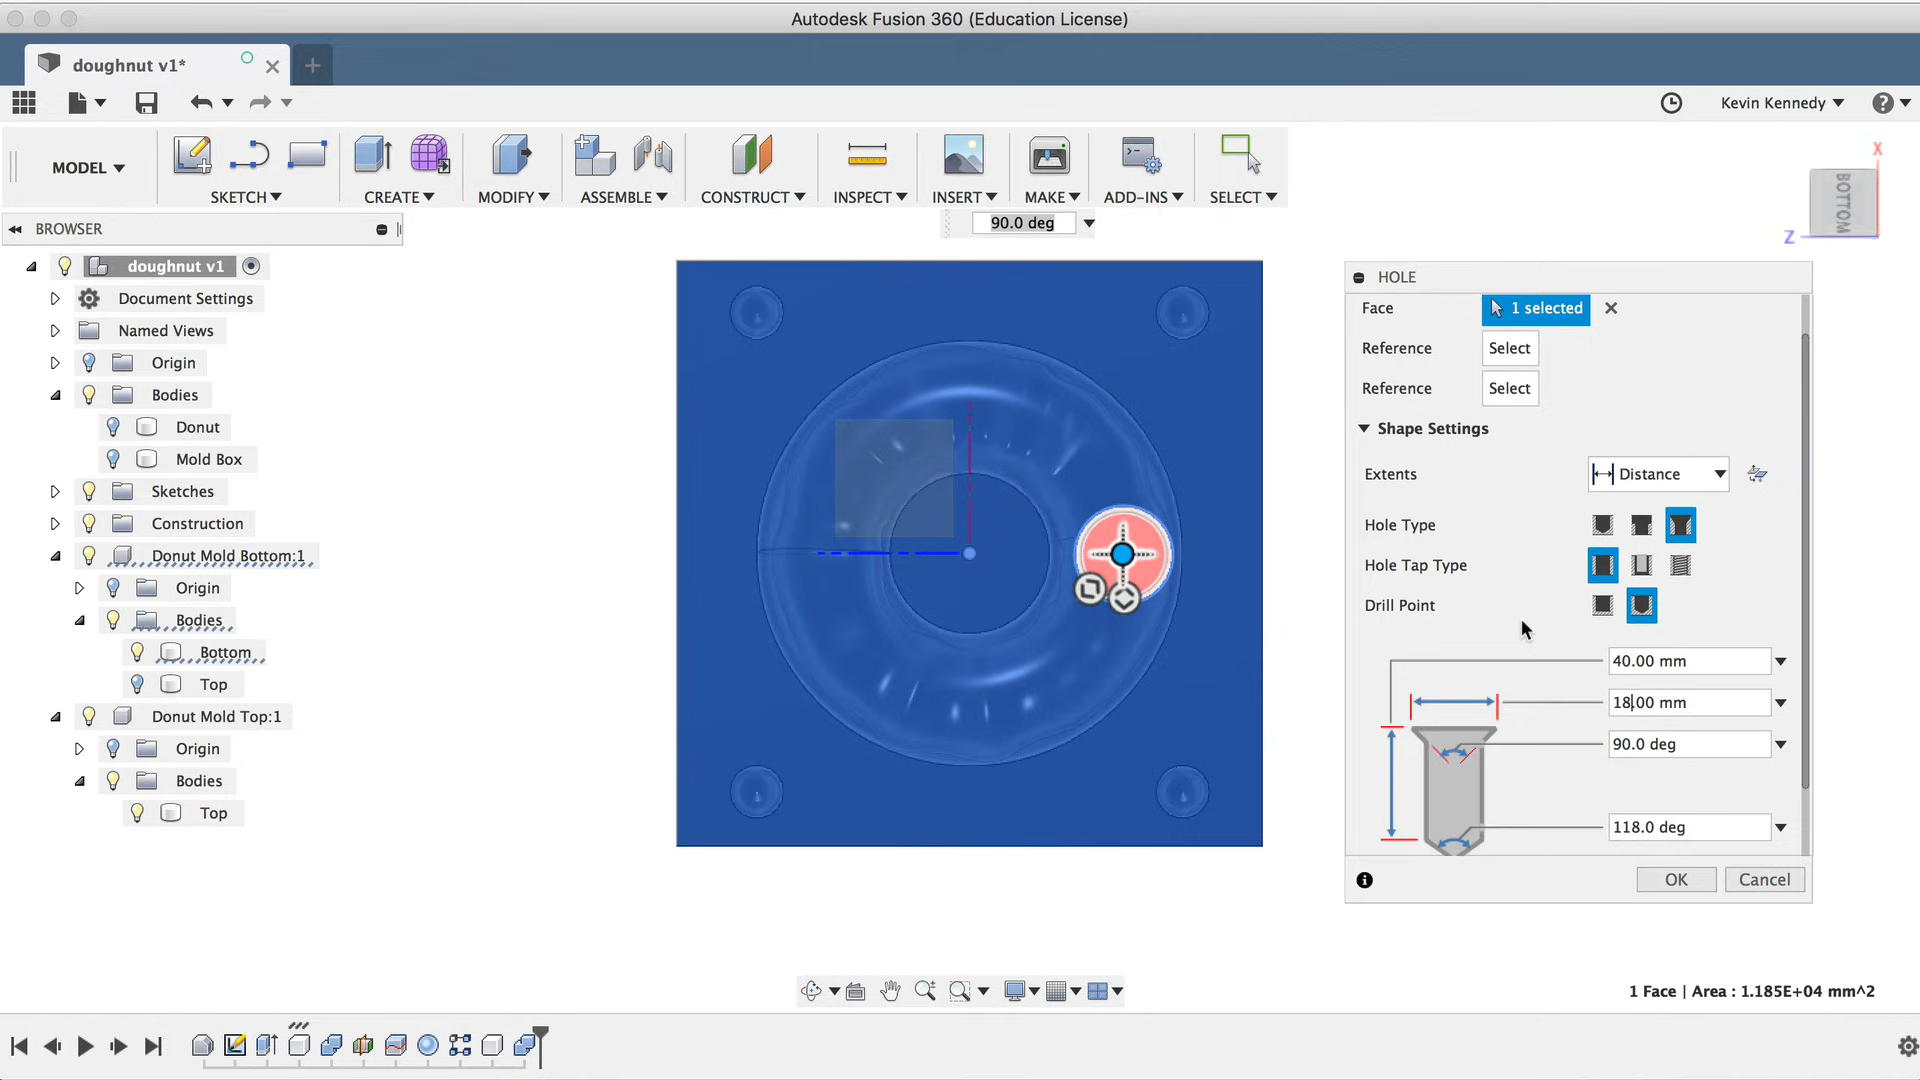 Autodesk Fusion 360 (Education License)
doughnut v1*
Kevin Kennedy
MODEL
SKETCH
CREATE
MODIFY
ASSEMBLE
CONSTRUCT
INSPECT
INSERT
MAKE
ADD-INS
SELECT
90.0 deg
X
BOTTOM
Z
BROWSER
doughnut v1
Document Settings
Named Views
Origin
Bodies
Donut
Mold Box
Sketches
Construction
Donut Mold Bottom:1
Origin
Bodies
Bottom
Top
Donut Mold Top:1
Origin
Bodies
Top
HOLE
Face 1 selected
Reference Select
Reference Select
Shape Settings
Extents Distance
Hole Type
Hole Tap Type
Drill Point
40.00 mm
18.00 mm
90.0 deg
118.0 deg
OK Cancel
1 Face | Area : 1.185E+04 mm^2